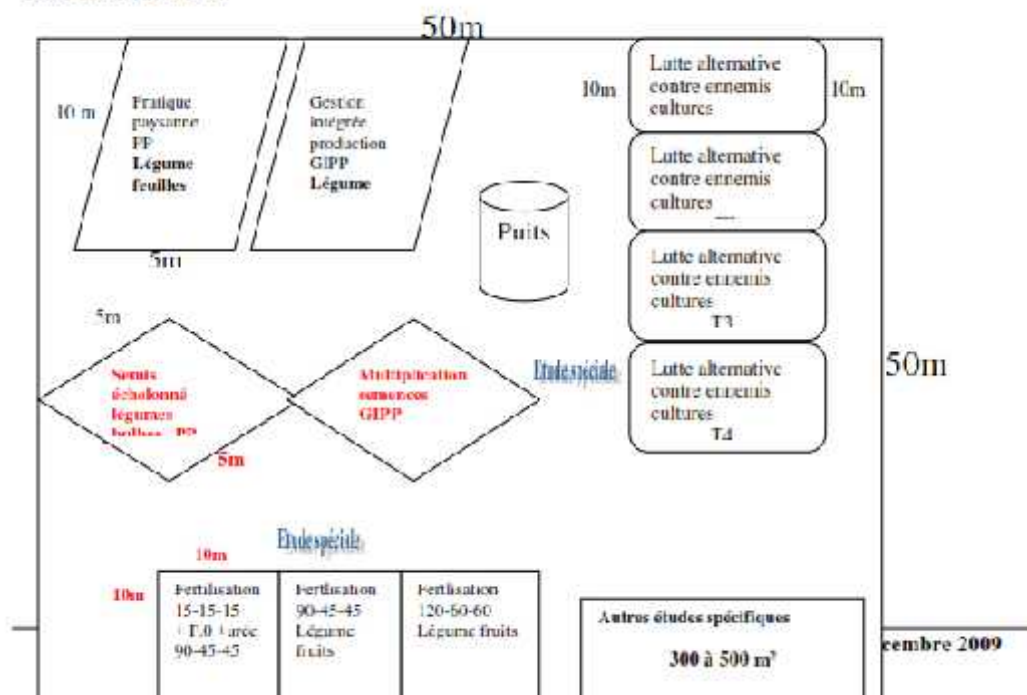 50m
10 m
Pratique
paysanne
PP
Légume
feuilles
Gestion
intégrée
production
GIPP
Légume
5m
10m
Lutte alternative
contre ennemis
cultures
10m
Lutte alternative
contre ennemis
cultures
Lutte alternative
contre ennemis
cultures
T3
Lutte alternative
contre ennemis
cultures
T4
Puits
50m
5m
Semis
échelonné
légumes
PP
5m
Multiplication
semences
GIPP
Etude spéciale
Etude spéciale
10m
10m
Fertilisation
15-15-15
90-45-45
Fertilisation
90-45-45
Légume
fruits
Fertilisation
120-60-60
Légume fruits
Autres études spécifiques
300 à 500 m²
cembre 2009